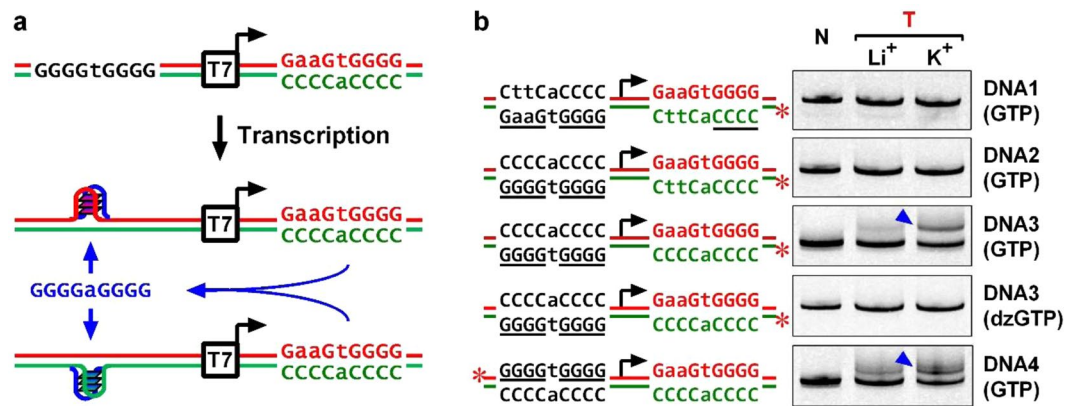 a
GGGGtGGGG T7 GaaGtGGGG
CCCCaCCCC
Transcription
T7 GaaGtGGGG
CCCCaCCCC
GGGGaGGGG
T7 GaaGtGGGG
CCCCaCCCC
b
N T
Li+ K+
CttCaCCCC GaaGtGGGG
GaaGtGGGG CttCaCCCC *
DNA1
(GTP)
CCCCaCCCC GaaGtGGGG
GGGGtGGGG CttCaCCCC *
DNA2
(GTP)
CCCCaCCCC GaaGtGGGG
GGGGtGGGG CCCCaCCCC *
DNA3
(GTP)
CCCCaCCCC GaaGtGGGG
GGGGtGGGG CCCCaCCCC *
DNA3
(dzGTP)
* GGGGtGGGG GaaGtGGGG
CCCCaCCCC CCCCaCCCC
DNA4
(GTP)